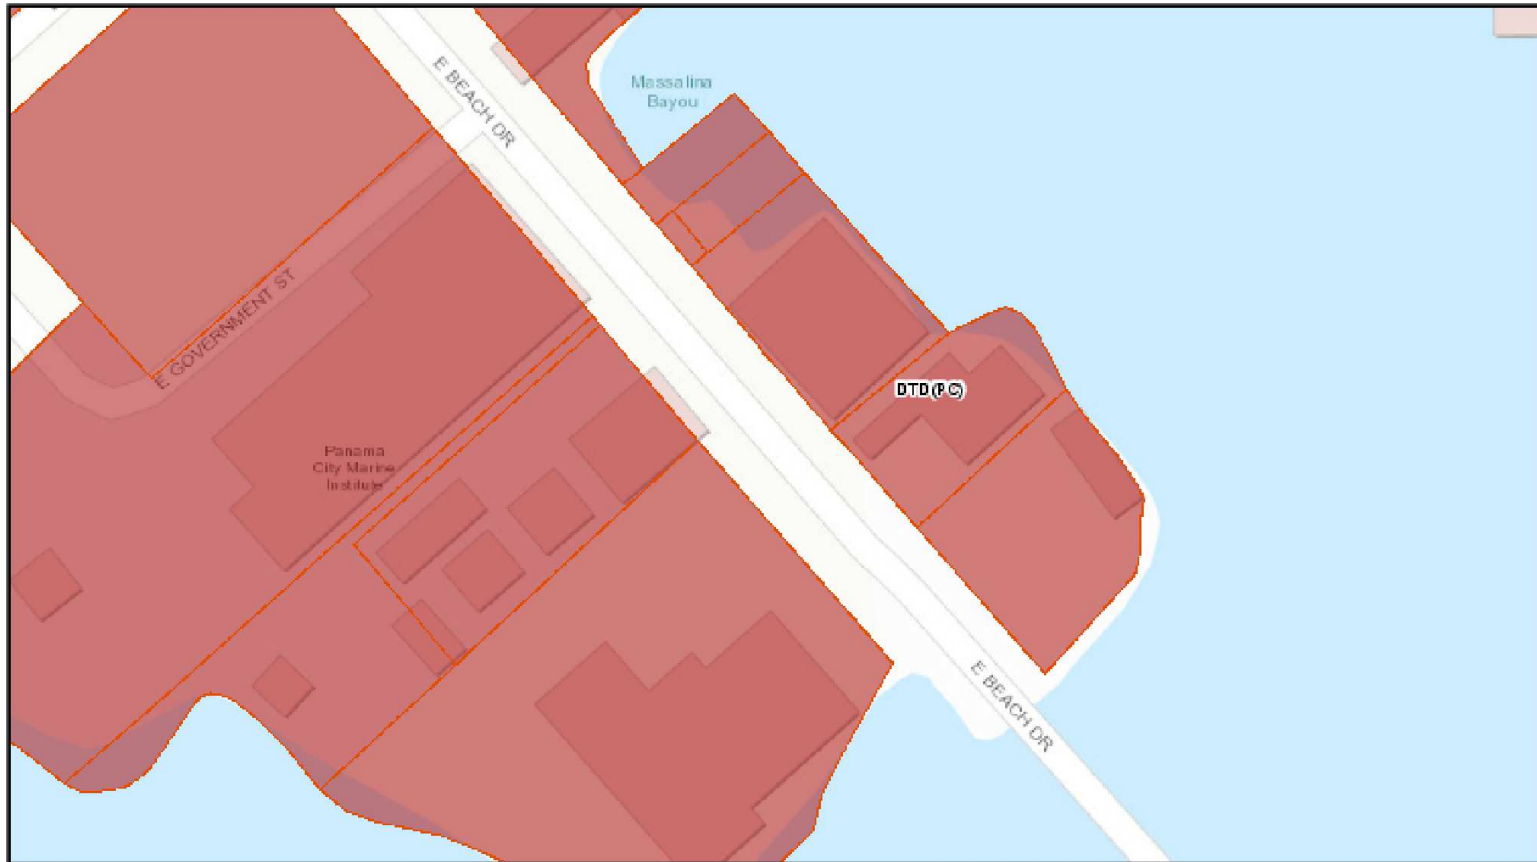 E BEACH DR
Massalina
Bayou
E GOVERNMENT ST
DTD(PC)
Panama
City Marine
Institute
E BEACH DR